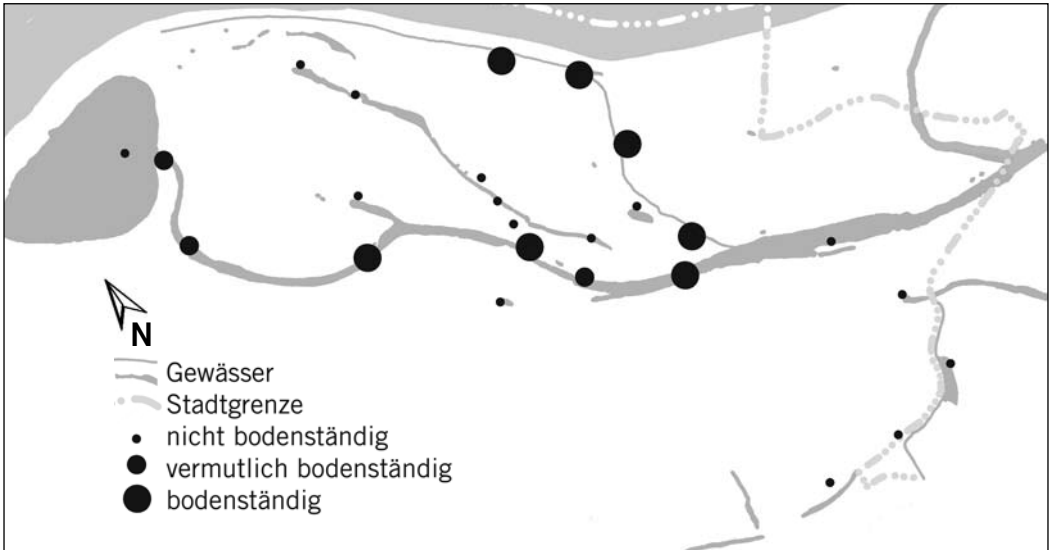 N
Gewässer
Stadtgrenze
nicht bodenständig
vermutlich bodenständig
bodenständig